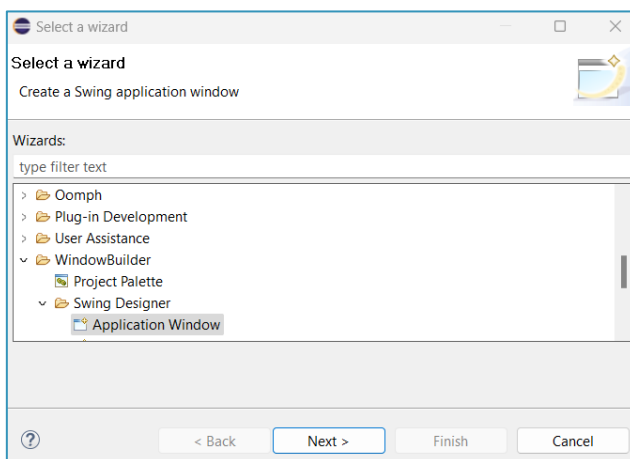 Select a wizard
Select a wizard
Create a Swing application window
Wizards:
type filter text
Oomph
Plug-in Development
User Assistance
WindowBuilder
Project Palette
Swing Designer
Application Window
? < Back Next > Finish Cancel